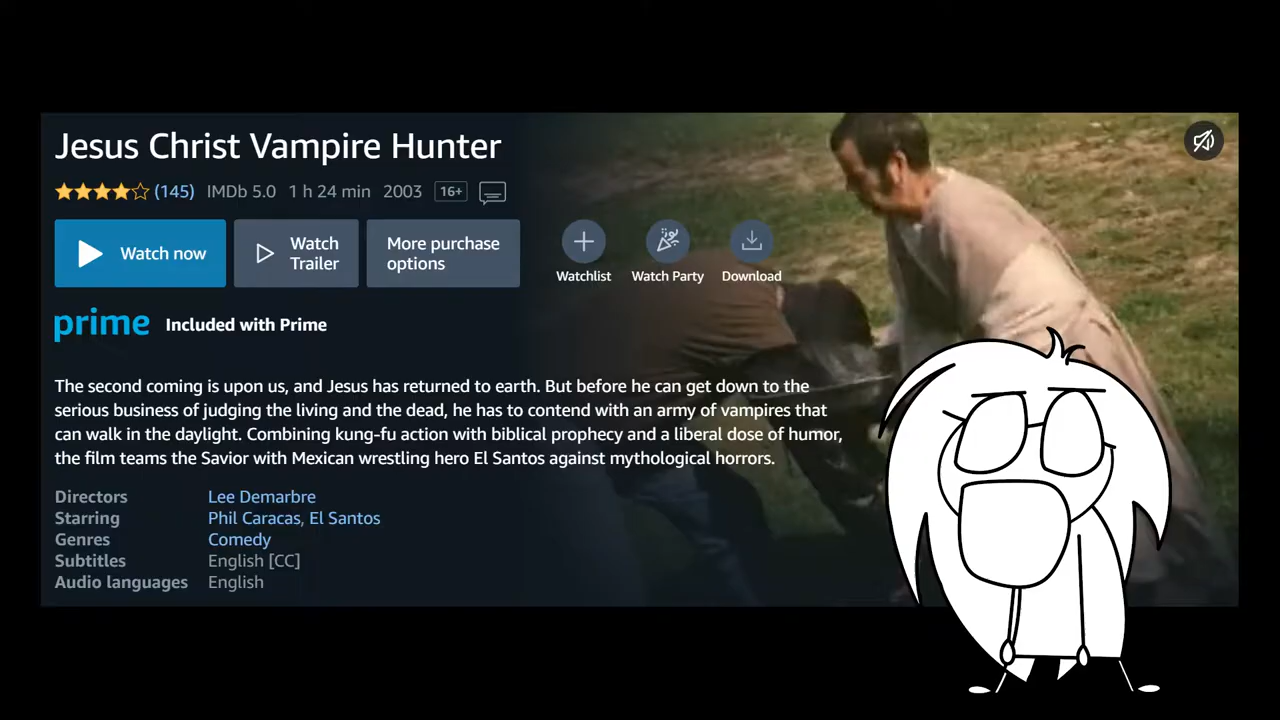 Jesus Christ Vampire Hunter
(145) IMDb 5.0 1 h 24 min 2003 16+
Watch now
Watch
Trailer
More purchase
options
Watchlist
Watch Party
Download
prime Included with Prime
The second coming is upon us, and Jesus has returned to earth. But before he can get down to the
serious business of judging the living and the dead, he has to contend with an army of vampires that
can walk in the daylight. Combining kung-fu action with biblical prophecy and a liberal dose of humor,
the film teams the Savior with Mexican wrestling hero El Santos against mythological horrors.
Directors Lee Demarbre
Starring Phil Caracas, El Santos
Genres Comedy
Subtitles English [CC]
Audio languages English